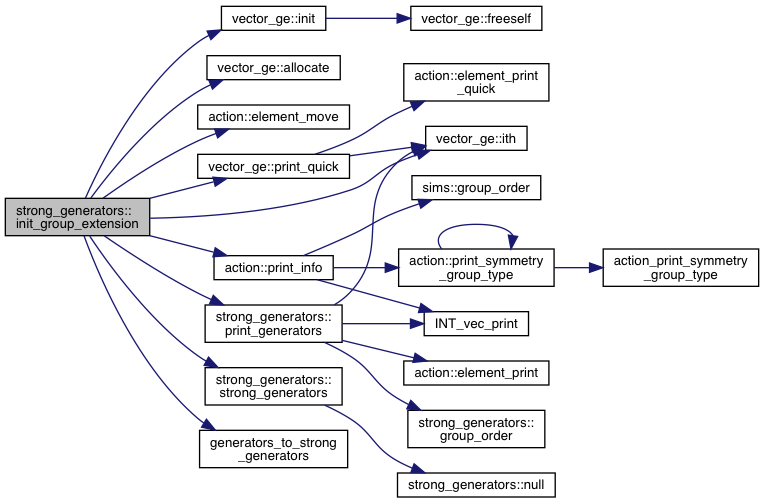 strong_generators::
init_group_extension
vector_ge::init
vector_ge::freeself
vector_ge::allocate
action::element_move
vector_ge::print_quick
action::element_print
_quick
vector_ge::ith
action::print_info
sims::group_order
action::print_symmetry
_group_type
action_print_symmetry
_group_type
INT_vec_print
strong_generators::
print_generators
action::element_print
strong_generators::
group_order
strong_generators::
strong_generators
strong_generators::null
generators_to_strong
_generators